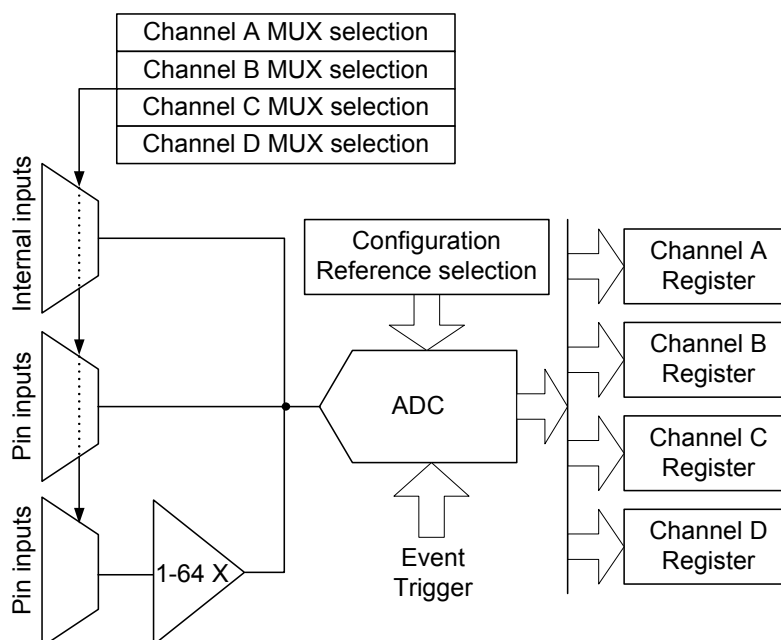 Channel A MUX selection
Channel B MUX selection
Channel C MUX selection
Channel D MUX selection
Internal inputs
Pin inputs
Pin inputs
1-64 X
Configuration
Reference selection
ADC
Event
Trigger
Channel A
Register
Channel B
Register
Channel C
Register
Channel D
Register